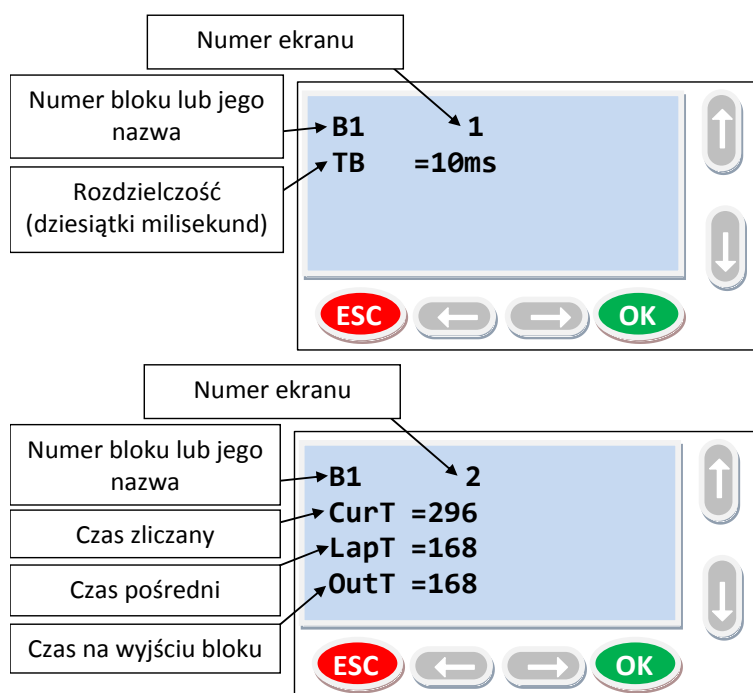 Numer ekranu
Numer bloku lub jego
nazwa
Rozdzielczość
(dziesiątki milisekund)
B1 1
TB =10ms
ESC
OK
Numer ekranu
Numer bloku lub jego
nazwa
Czas zliczany
Czas pośredni
Czas na wyjściu bloku
B1 2
CurT =296
LapT =168
OutT =168
ESC
OK